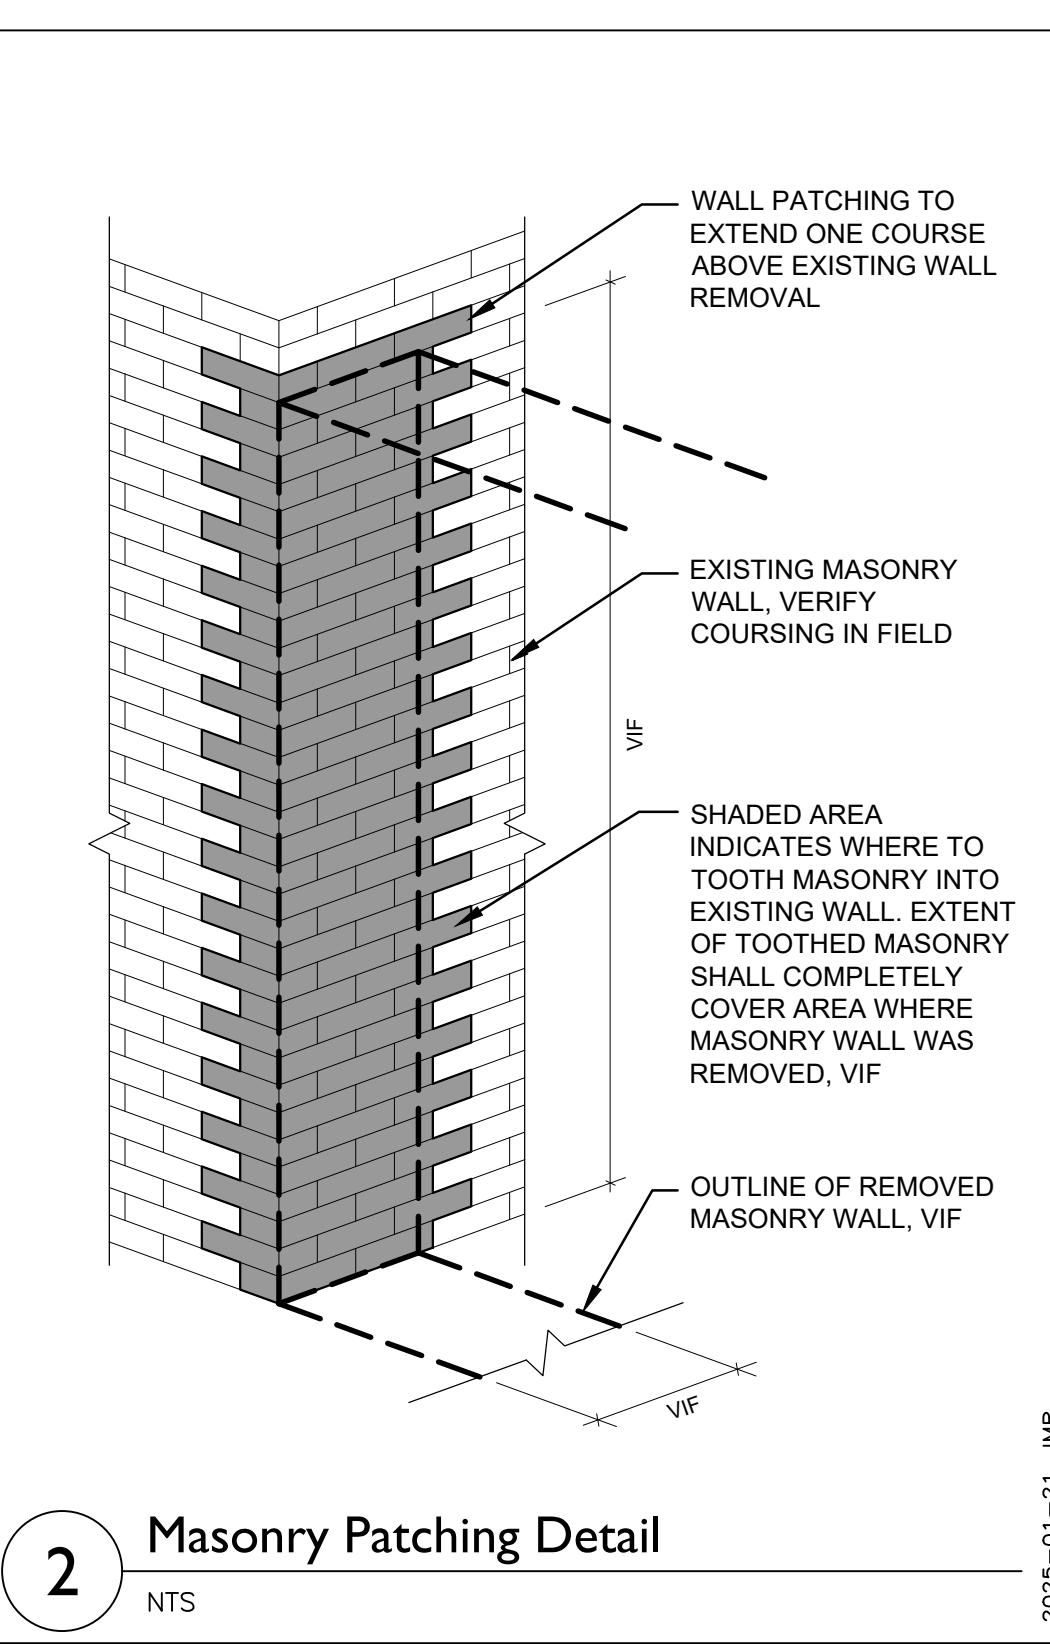 WALL PATCHING TO
EXTEND ONE COURSE
ABOVE EXISTING WALL
REMOVAL
EXISTING MASONRY
WALL, VERIFY
COURSING IN FIELD
VIF
SHADED AREA
INDICATES WHERE TO
TOOTH MASONRY INTO
EXISTING WALL. EXTENT
OF TOOTHED MASONRY
SHALL COMPLETELY
COVER AREA WHERE
MASONRY WALL WAS
REMOVED, VIF
OUTLINE OF REMOVED
MASONRY WALL, VIF
VIF
2
Masonry Patching Detail
NTS